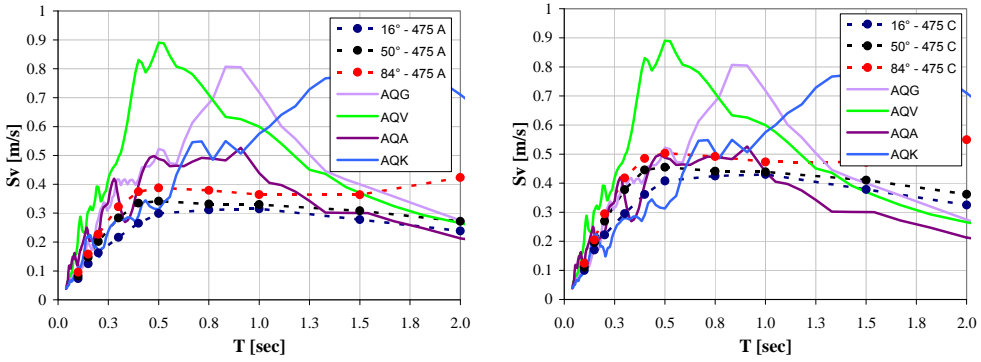 1
0.9
0.8
0.7
0.6
0.5
0.4
0.3
0.2
0.1
0
Sv [m/s]
0.0
0.3
0.5
0.8
1.0
1.3
1.5
1.8
2.0
T [sec]
16° - 475 A
50° - 475 A
84° - 475 A
AQG
AQV
AQA
AQK
1
0.9
0.8
0.7
0.6
0.5
0.4
0.3
0.2
0.1
0
Sv [m/s]
0.0
0.3
0.5
0.8
1.0
1.3
1.5
1.8
2.0
T [sec]
16° - 475 C
50° - 475 C
84° - 475 C
AQG
AQV
AQA
AQK